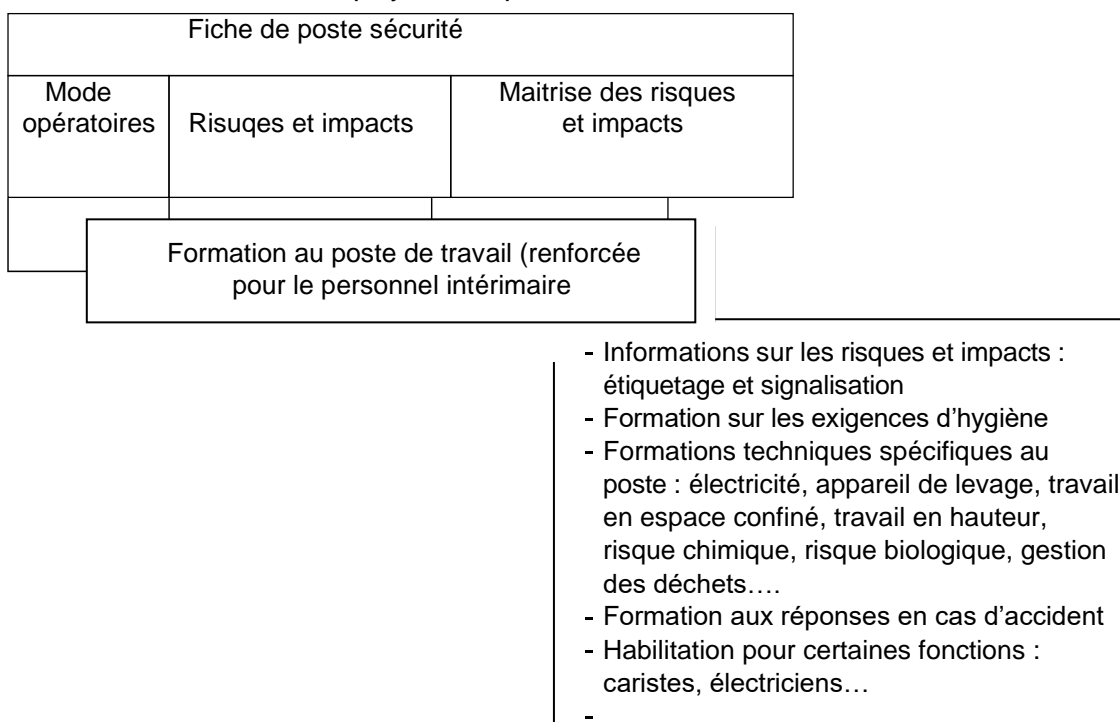 Fiche de poste sécurité
Mode
opératoires
Risuqes et impacts
Maitrise des risques
et impacts
Formation au poste de travail (renforcée
pour le personnel intérimaire
- Informations sur les risques et impacts :
étiquetage et signalisation
- Formation sur les exigences d’hygiène
- Formations techniques spécifiques au
poste : électricité, appareil de levage, travail
en espace confiné, travail en hauteur,
risque chimique, risque biologique, gestion
des déchets….
- Formation aux réponses en cas d’accident
- Habilitation pour certaines fonctions :
caristes, électriciens…
-